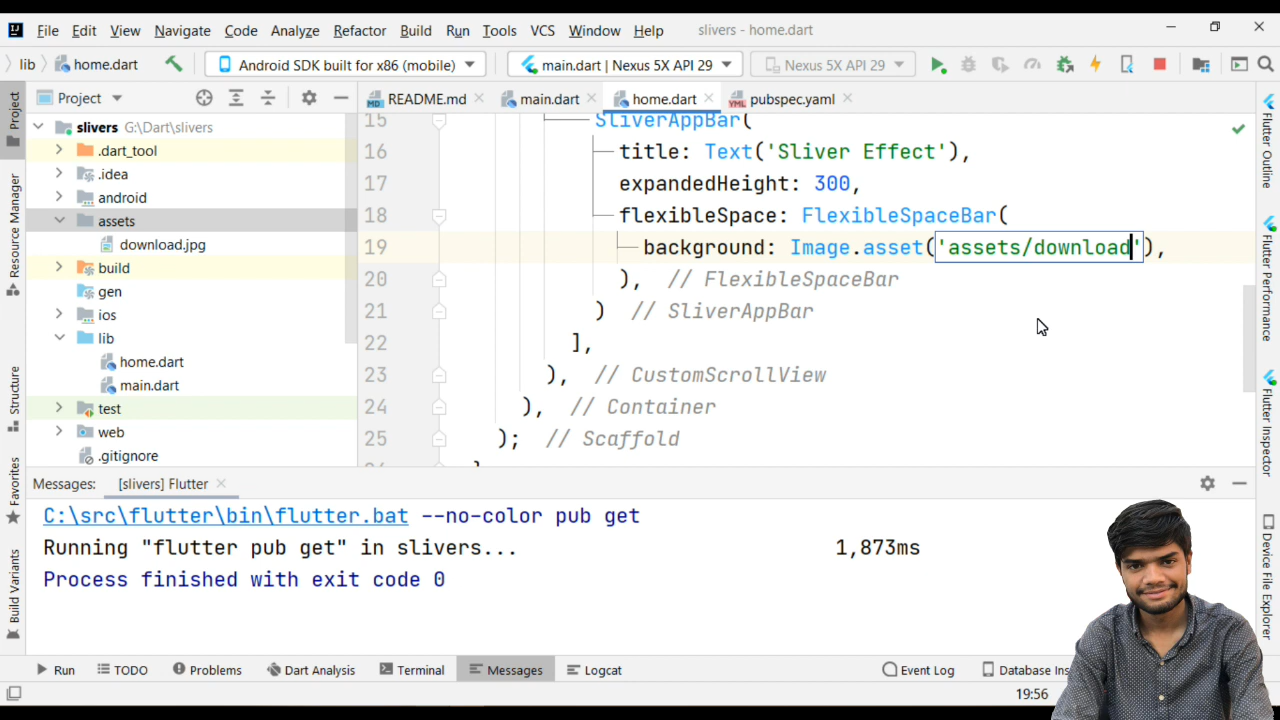 IJ File Edit View Navigate Code Analyze Refactor Build Run Tools VCS Window Help slivers - home.dart
lib home.dart Android SDK built for x86 (mobile) main.dart | Nexus 5X API 29 Nexus 5X API 29
Project README.md main.dart home.dart YML pubspec.yaml
slivers G:\Dart\slivers
.dart_tool
.idea
android
assets
download.jpg
build
gen
ios
lib
home.dart
main.dart
test
web
.gitignore
15 SliverAppBar(
16 title: Text('Sliver Effect'),
17 expandedHeight: 300,
18 flexibleSpace: FlexibleSpaceBar(
19 background: Image.asset('assets/download'),
20 ), // FlexibleSpaceBar
21 ) // SliverAppBar
22 ],
23 ), // CustomScrollView
24 ), // Container
25 ); // Scaffold
Project
Resource Manager
Structure
Favorites
Build Variants
Flutter Outline
Flutter Performance
Flutter Inspector
Device File Explorer
Messages: [slivers] Flutter
C:\src\flutter\bin\flutter.bat --no-color pub get
Running "flutter pub get" in slivers... 1,873ms
Process finished with exit code 0
Run TODO Problems Dart Analysis Terminal Messages Logcat Event Log Database Ins
19:56